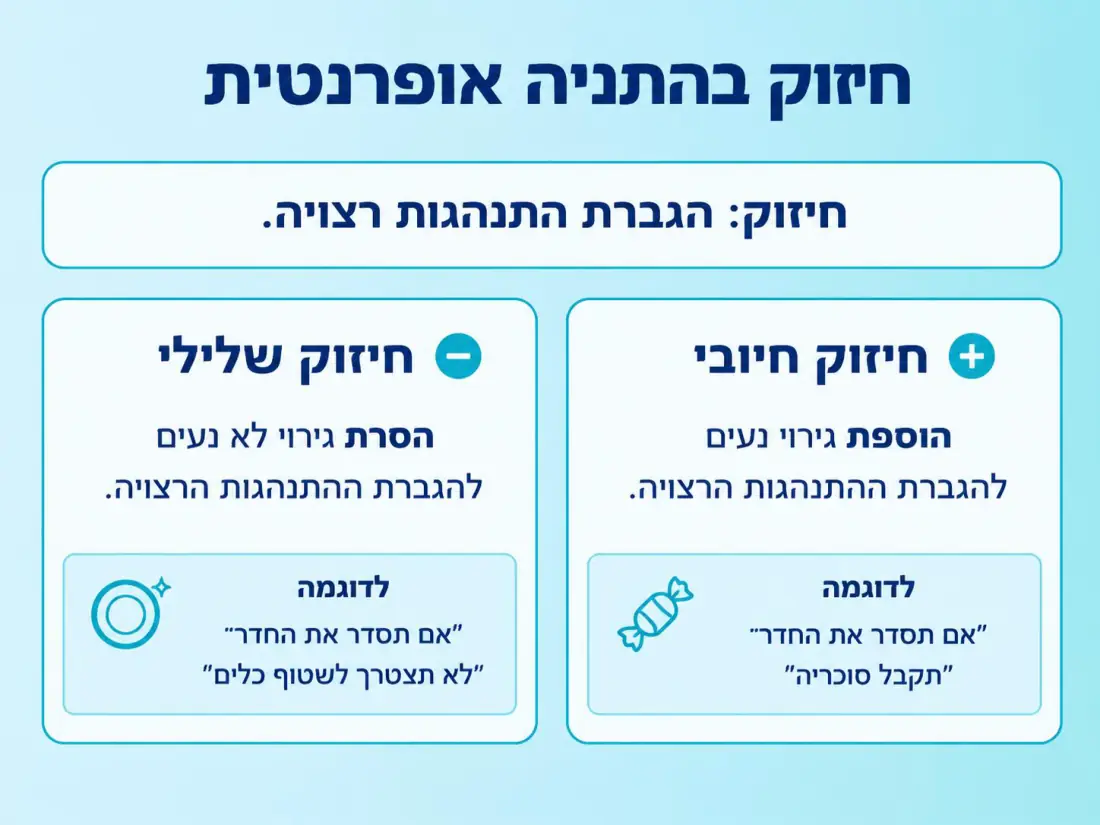 חיזוק בהתניה אופרנטית
חיזוק: הגברת התנהגות רצויה.
חיזוק חיובי
הוספת גירוי נעים
להגברת ההתנהגות הרצויה.
לדוגמה
"אם תסדר את החדר"
"תקבל סוכריה"
חיזוק שלילי
הסרת גירוי לא נעים
להגברת ההתנהגות הרצויה.
לדוגמה
"אם תסדר את החדר"
"לא תצטרך לשטוף כלים"